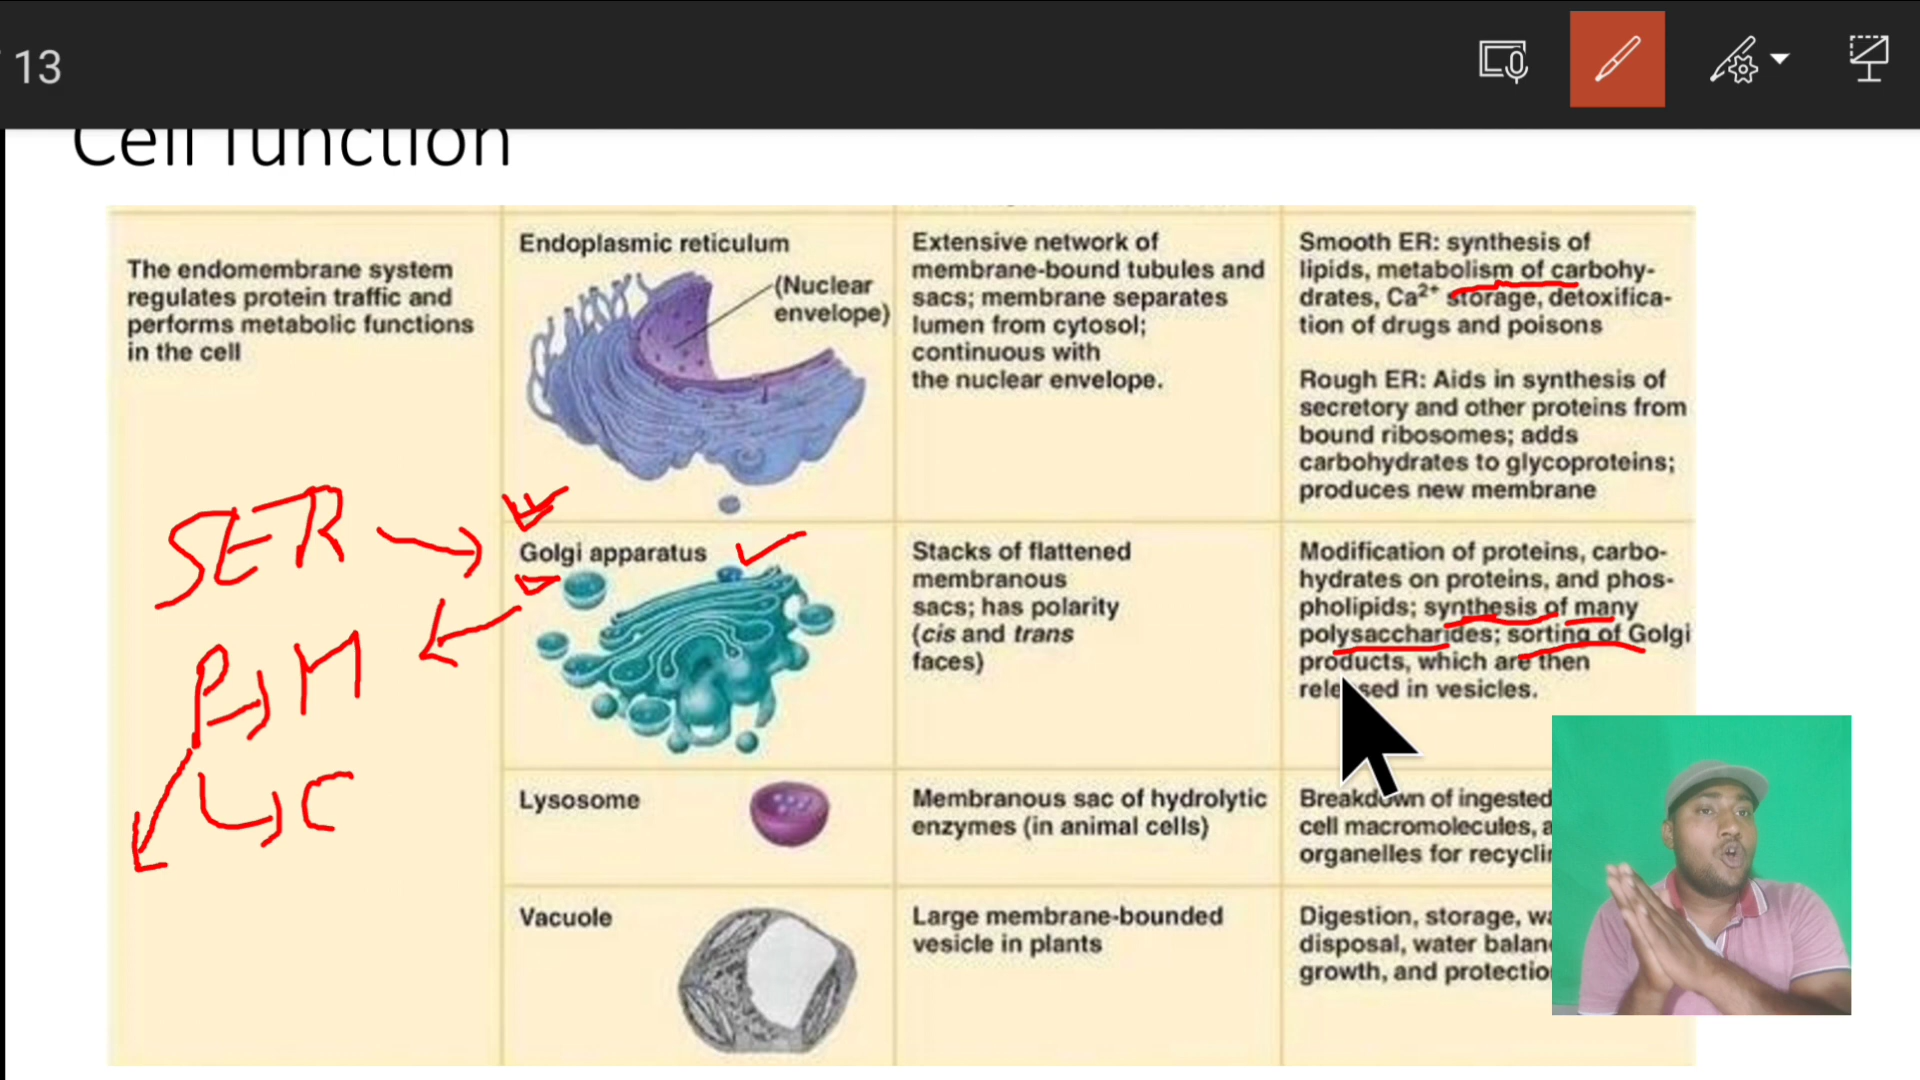 13
Cell function
The endomembrane system
regulates protein traffic and
performs metabolic functions
in the cell
Endoplasmic reticulum
(Nuclear
envelope)
Extensive network of
membrane-bound tubules and
sacs; membrane separates
lumen from cytosol;
continuous with
the nuclear envelope.
Smooth ER: synthesis of
lipids, metabolism of carbohy-
drates, Ca²⁺ storage, detoxifica-
tion of drugs and poisons
Rough ER: Aids in synthesis of
secretory and other proteins from
bound ribosomes; adds
carbohydrates to glycoproteins;
produces new membrane
SER
P M
C
Golgi apparatus
Stacks of flattened
membranous
sacs; has polarity
(cis and trans
faces)
Modification of proteins, carbo-
hydrates on proteins, and phos-
pholipids; synthesis of many
polysaccharides; sorting of Golgi
products, which are then
released in vesicles.
Lysosome
Membranous sac of hydrolytic
enzymes (in animal cells)
Breakdown of ingested
cell macromolecules,
organelles for
Vacuole
Large membrane-bounded
vesicle in plants
Digestion, storage,
disposal, water
growth, and